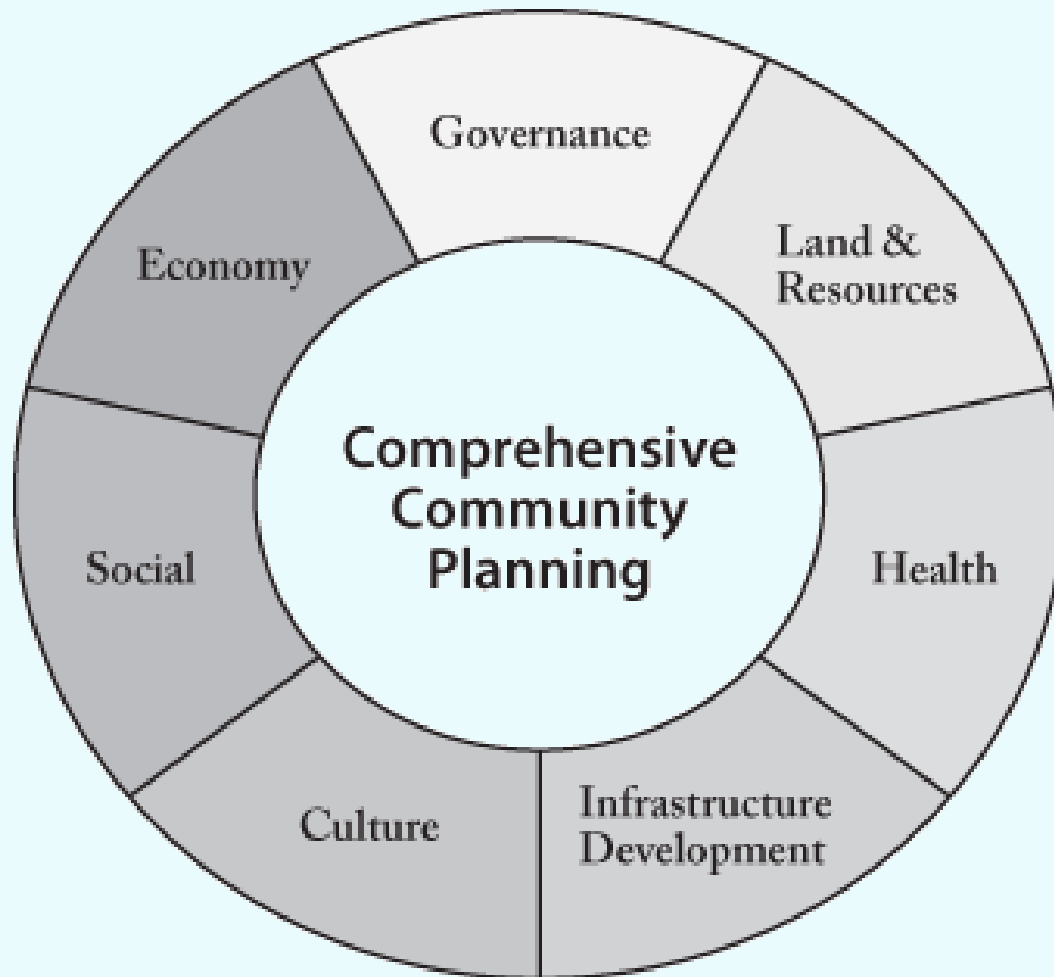 Governance
Land &
Resources
Health
Infrastructure
Development
Culture
Social
Economy
Comprehensive
Community
Planning